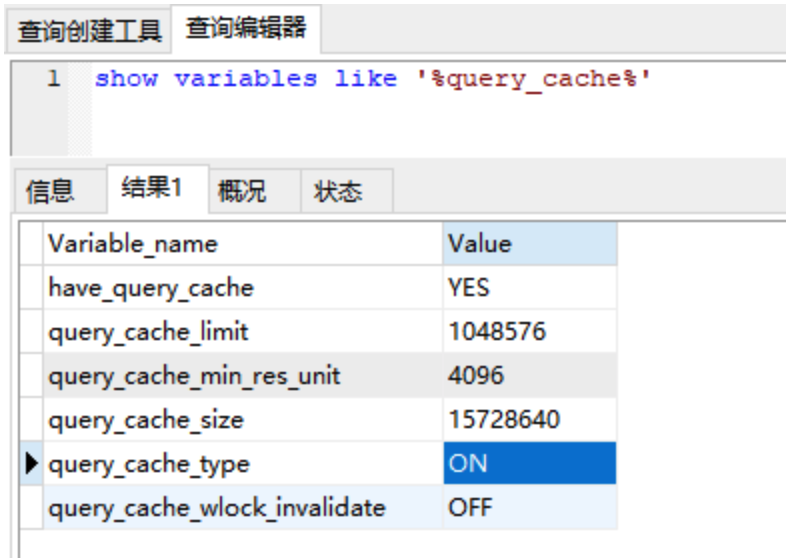 查询创建工具 查询编辑器
1 show variables like '%query_cache%'
信息 结果1 概况 状态
Variable_name Value
have_query_cache YES
query_cache_limit 1048576
query_cache_min_res_unit 4096
query_cache_size 15728640
query_cache_type ON
query_cache_wlock_invalidate OFF